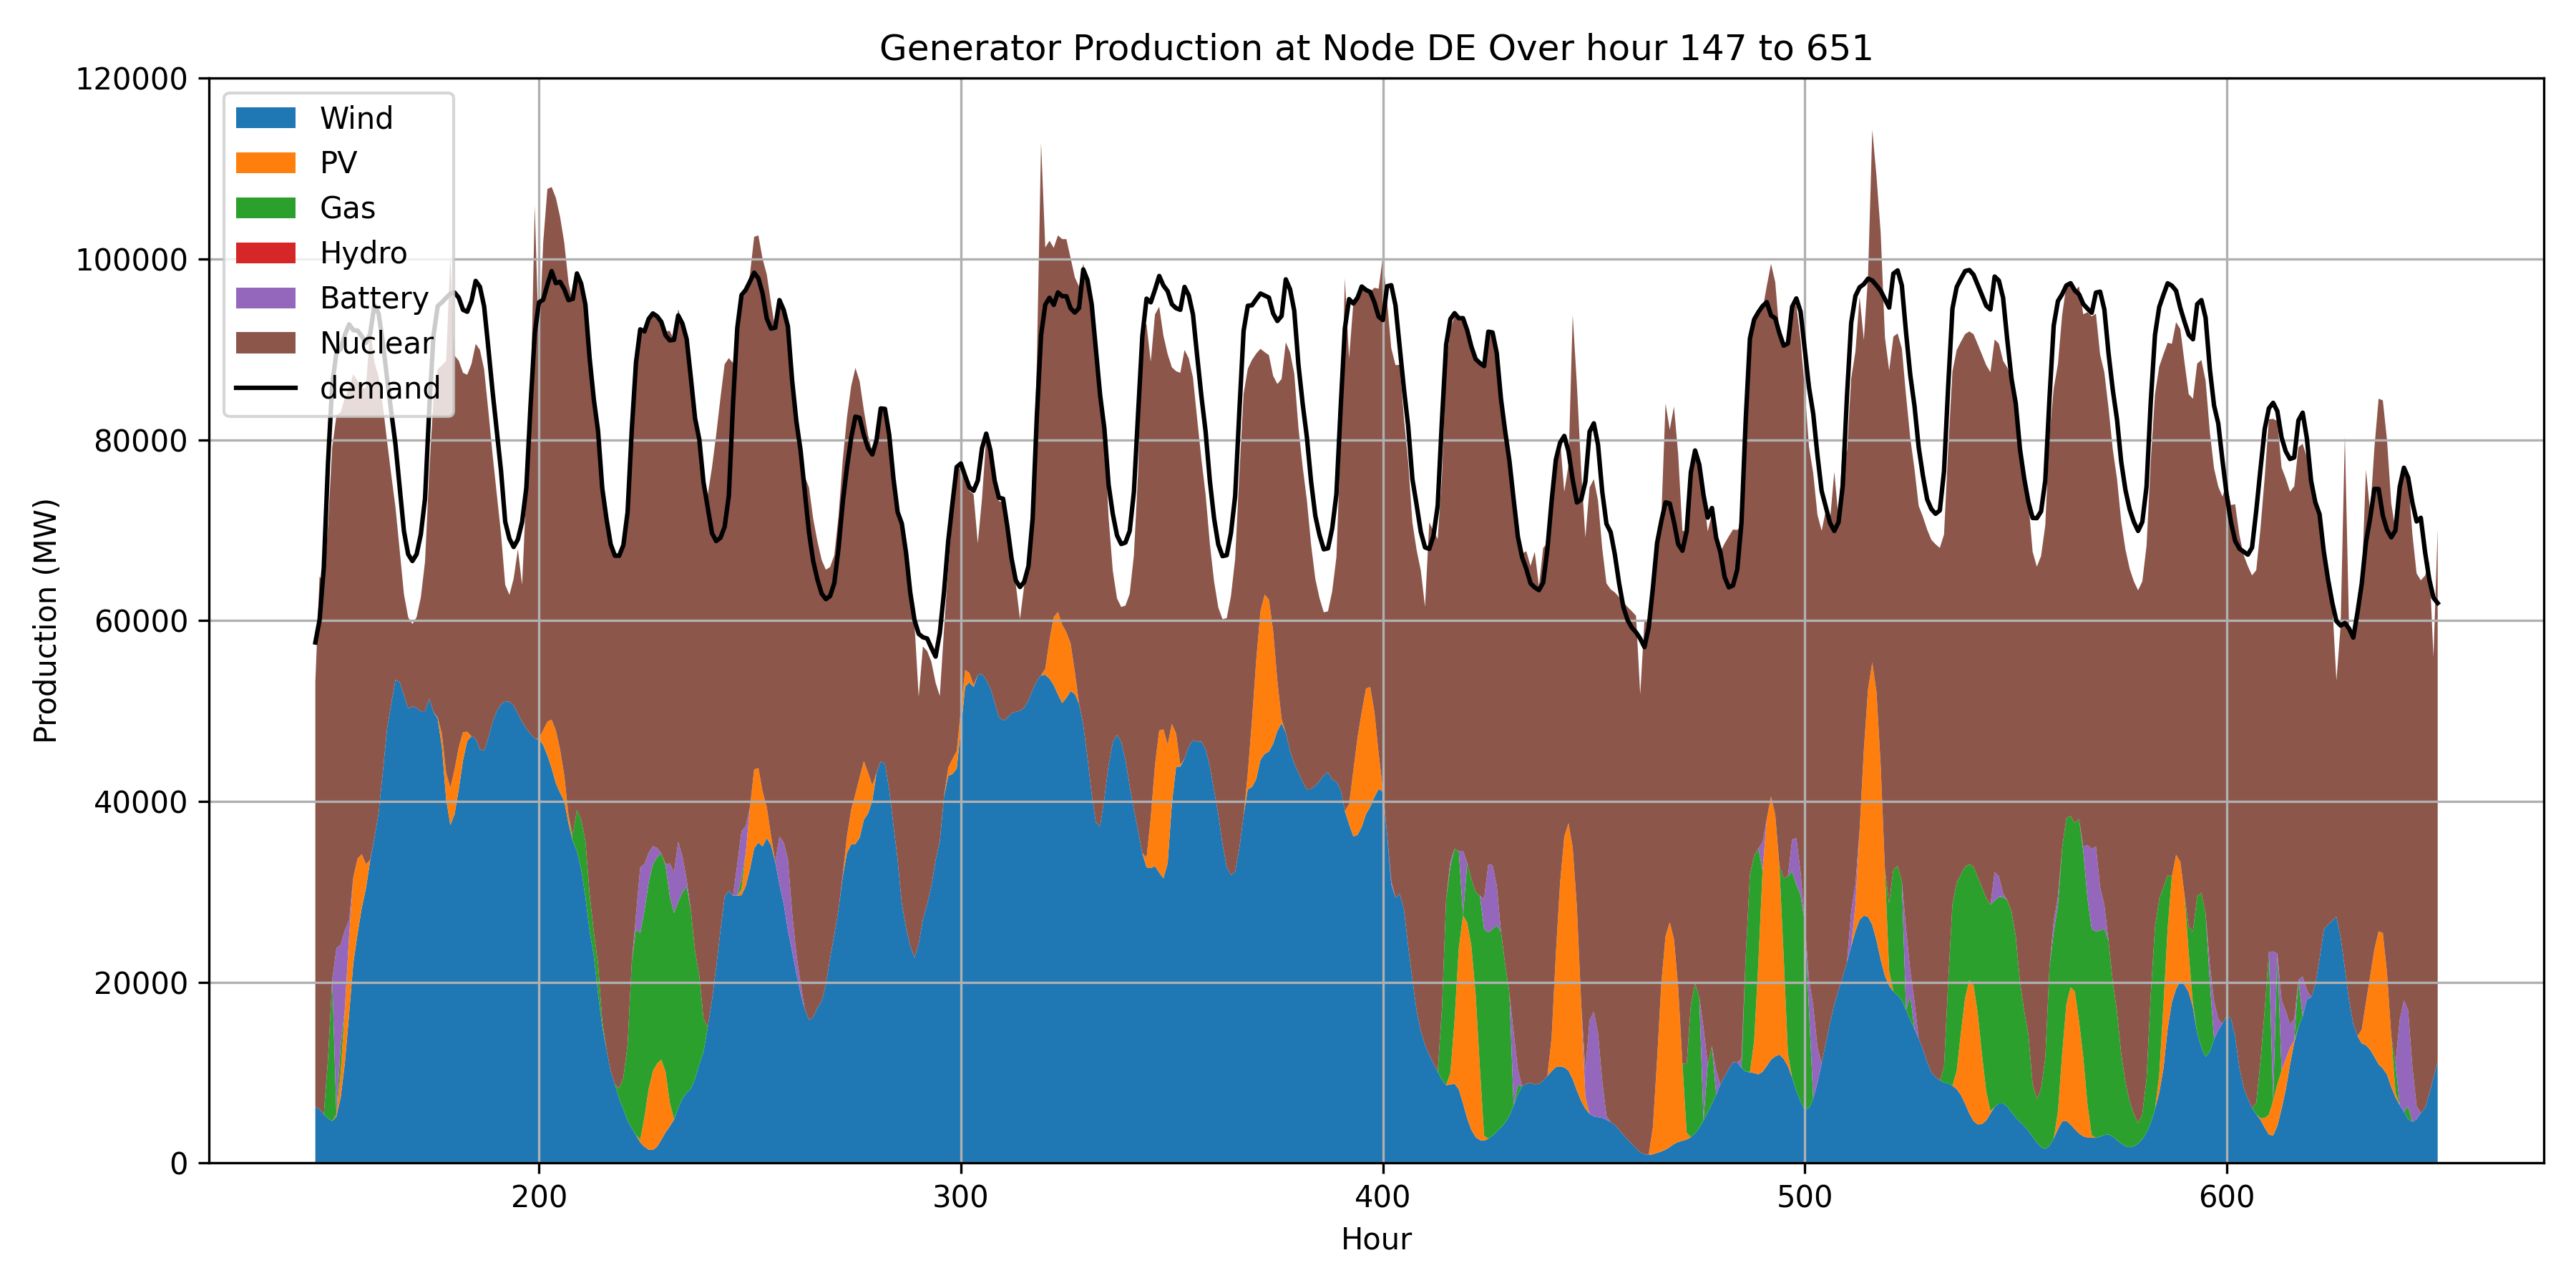 Generator Production at Node DE Over hour 147 to 651
120000
100000
80000
60000
40000
20000
0
Production (MW)
Wind
PV
Gas
Hydro
Battery
Nuclear
demand
200
300
400
500
600
Hour